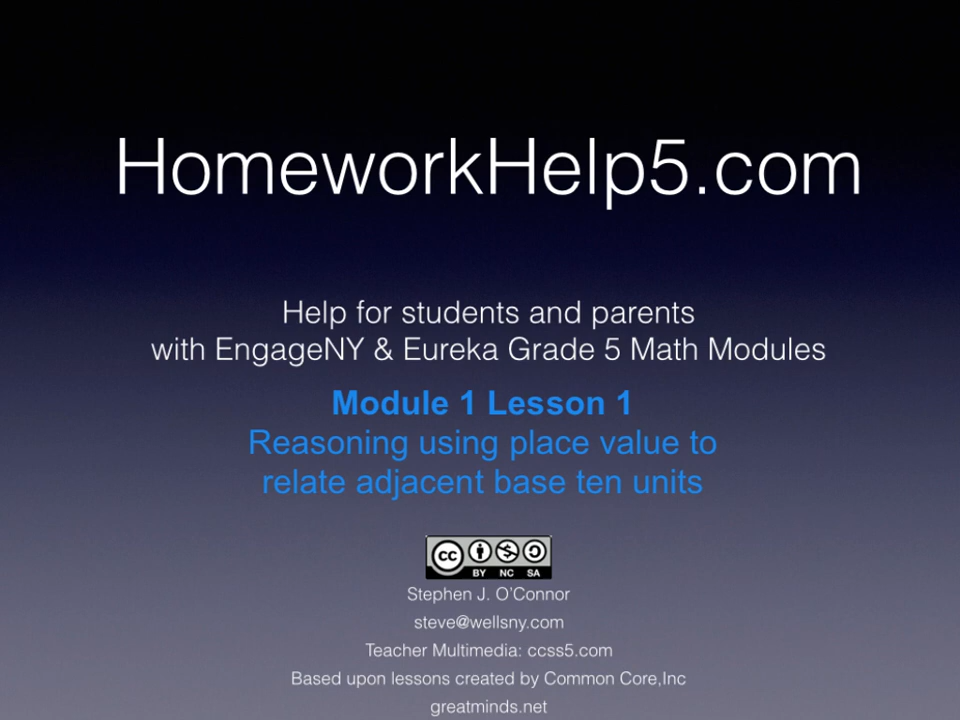 HomeworkHelp5.com
Help for students and parents
with EngageNY & Eureka Grade 5 Math Modules
Module 1 Lesson 1
Reasoning using place value to
relate adjacent base ten units
cc
BY NC SA
Stephen J. O'Connor
steve@wellsny.com
Teacher Multimedia: ccss5.com
Based upon lessons created by Common Core,Inc
greatminds.net